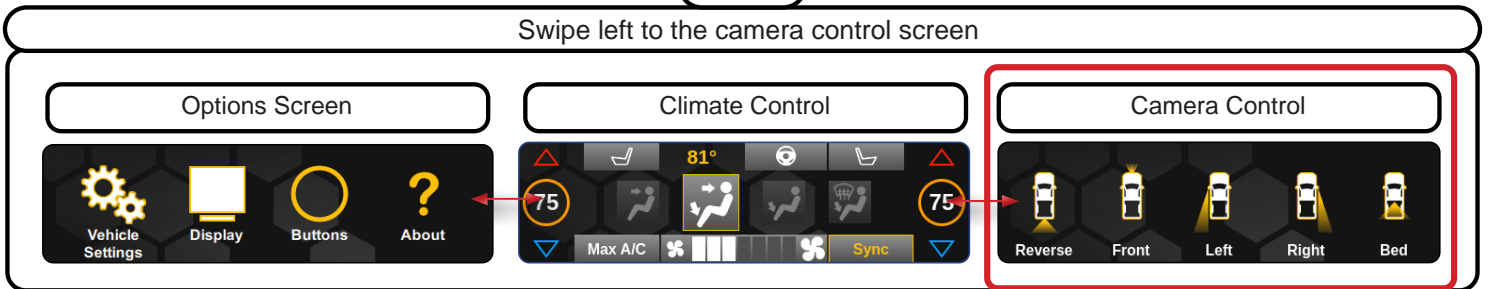 Swipe left to the camera control screen
Options Screen
Vehicle
Settings
Display
Buttons
About
Climate Control
81°
75
75
Max A/C
Sync
Camera Control
Reverse
Front
Left
Right
Bed